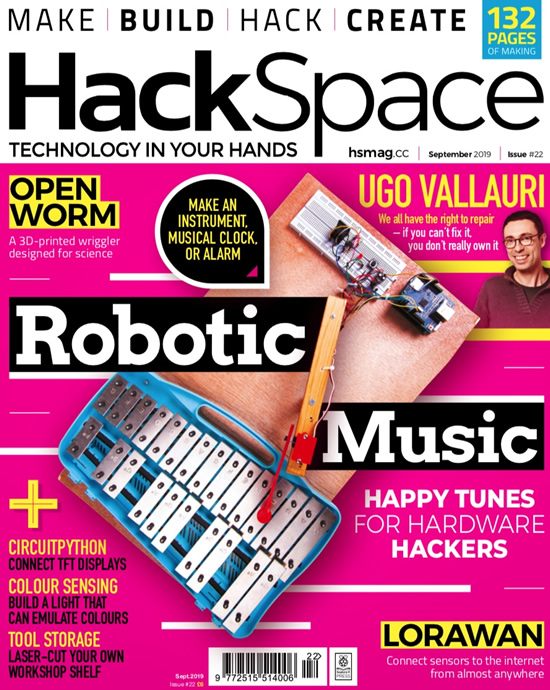 MAKE | BUILD | HACK | CREATE
132
PAGES
OF MAKING
HackSpace
TECHNOLOGY IN YOUR HANDS
hsmag.cc | September 2019 | Issue #22
OPEN
WORM
A 3D-printed wriggler
designed for science
MAKE AN
INSTRUMENT,
MUSICAL CLOCK,
OR ALARM
UGO VALLAURI
We all have the right to repair
– if you can't fix it,
you don't really own it
Robotic
Music
HAPPY TUNES
FOR HARDWARE
HACKERS
+
CIRCUITPYTHON
CONNECT TFT DISPLAYS
COLOUR SENSING
BUILD A LIGHT THAT
CAN EMULATE COLOURS
TOOL STORAGE
LASER-CUT YOUR OWN
WORKSHOP SHELF
Sept.2019
Issue #22 £6
22
9 772515 514006
LORAWAN
Connect sensors to the internet
from almost anywhere